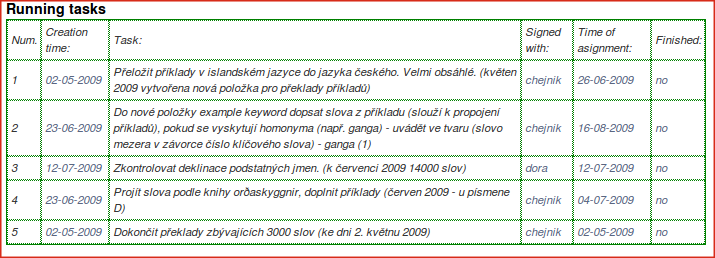 Running tasks
Num. Creation time: Task: Signed with: Time of asignment: Finished:
1 02-05-2009 Přeložit příklady v islandském jazyce do jazyka českého. Velmi obsáhlé. (květen chejnik 26-06-2009 no
2009 vytvořena nová položka pro překlady příkladů)
Do nové položky example keyword dopsat slova z příkladu (slouží k propojení
2 23-06-2009 příkladů), pokud se vyskytují homonyma (např. ganga) - uvádět ve tvaru (slovo chejnik 16-08-2009 no
mezera v závorce číslo klíčového slova) - ganga (1)
3 12-07-2009 Zkontrolovat deklinace podstatných jmen. (k červenci 2009 14000 slov) dora 12-07-2009 no
4 23-06-2009 Projít slova podle knihy orðaskyggnir, doplnit příklady (červen 2009 - u písmene chejnik 04-07-2009 no
D)
5 02-05-2009 Dokončit překlady zbývajících 3000 slov (ke dni 2. květnu 2009) chejnik 02-05-2009 no